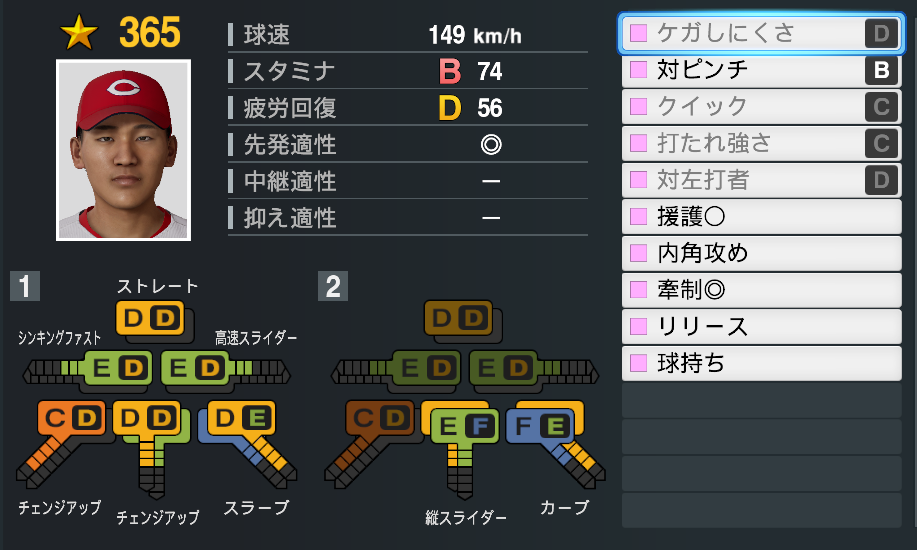 ★ 365
球速 149 km/h
スタミナ B 74
疲労回復 D 56
先発適性 ◎
中継適性 ー
抑え適性 ー
ケガしにくさ D
対ピンチ B
クイック C
打たれ強さ C
対左打者 D
援護〇
内角攻め
牽制◎
リリース
球持ち
C
1
ストレート
D D
シンキングファスト
高速スライダー
E D E D
C D D D D E
チェンジアップ
チェンジアップ
スラーブ
2
D D
E D E D
C D E F F E
縦スライダー
カーブ